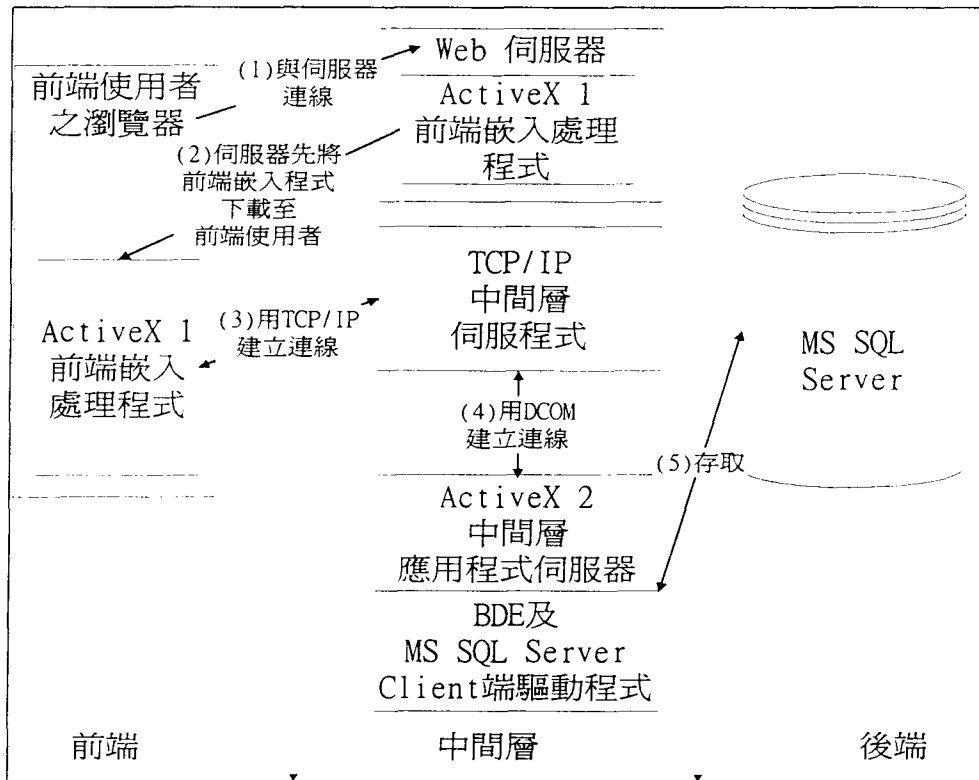 Web 伺服器
(1)與伺服器
連線
前端使用者
之瀏覽器
ActiveX 1
前端嵌入處理
程式
(2)伺服器先將
前端嵌入程式
下載至
前端使用者
TCP/IP
中間層
伺服程式
(3)用TCP/IP
建立連線
ActiveX 1
前端嵌入
處理程式
MS SQL
Server
(4)用DCOM
建立連線
(5)存取
ActiveX 2
中間層
應用程式伺服器
BDE及
MS SQL Server
Client端驅動程式
前端
中間層
後端